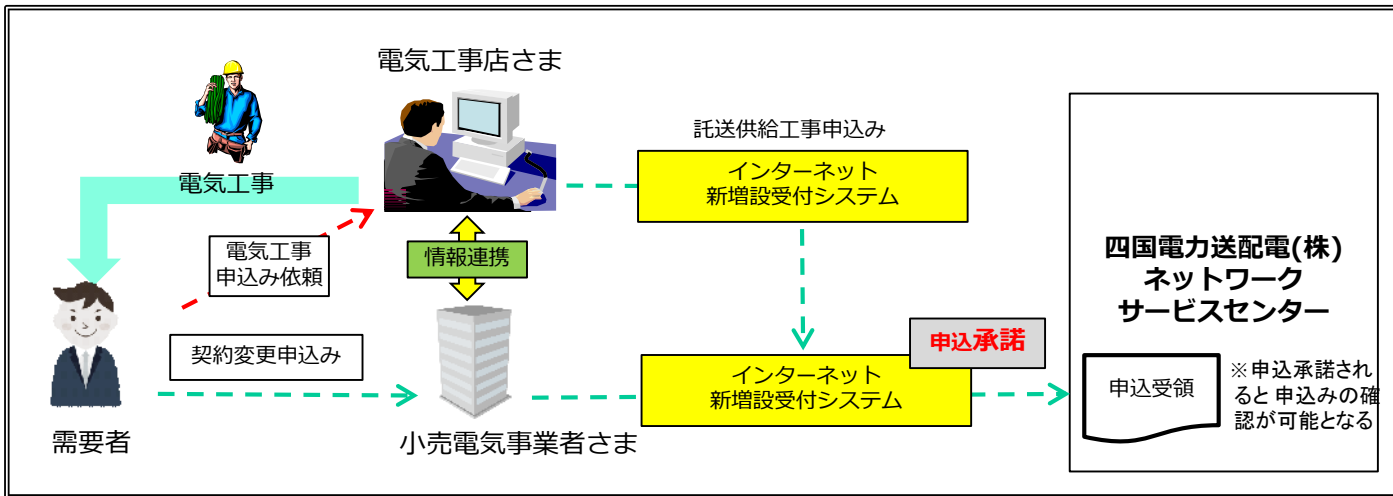 電気工事店さま
電気工事
託送供給工事申込み
インターネット
新増設受付システム
電気工事
申込み依頼
情報連携
契約変更申込み
需要者
小売電気事業者さま
申込承諾
インターネット
新増設受付システム
四国電力送配電(株)
ネットワーク
サービスセンター
申込受領
※申込承諾され
ると申込みの確
認が可能となる